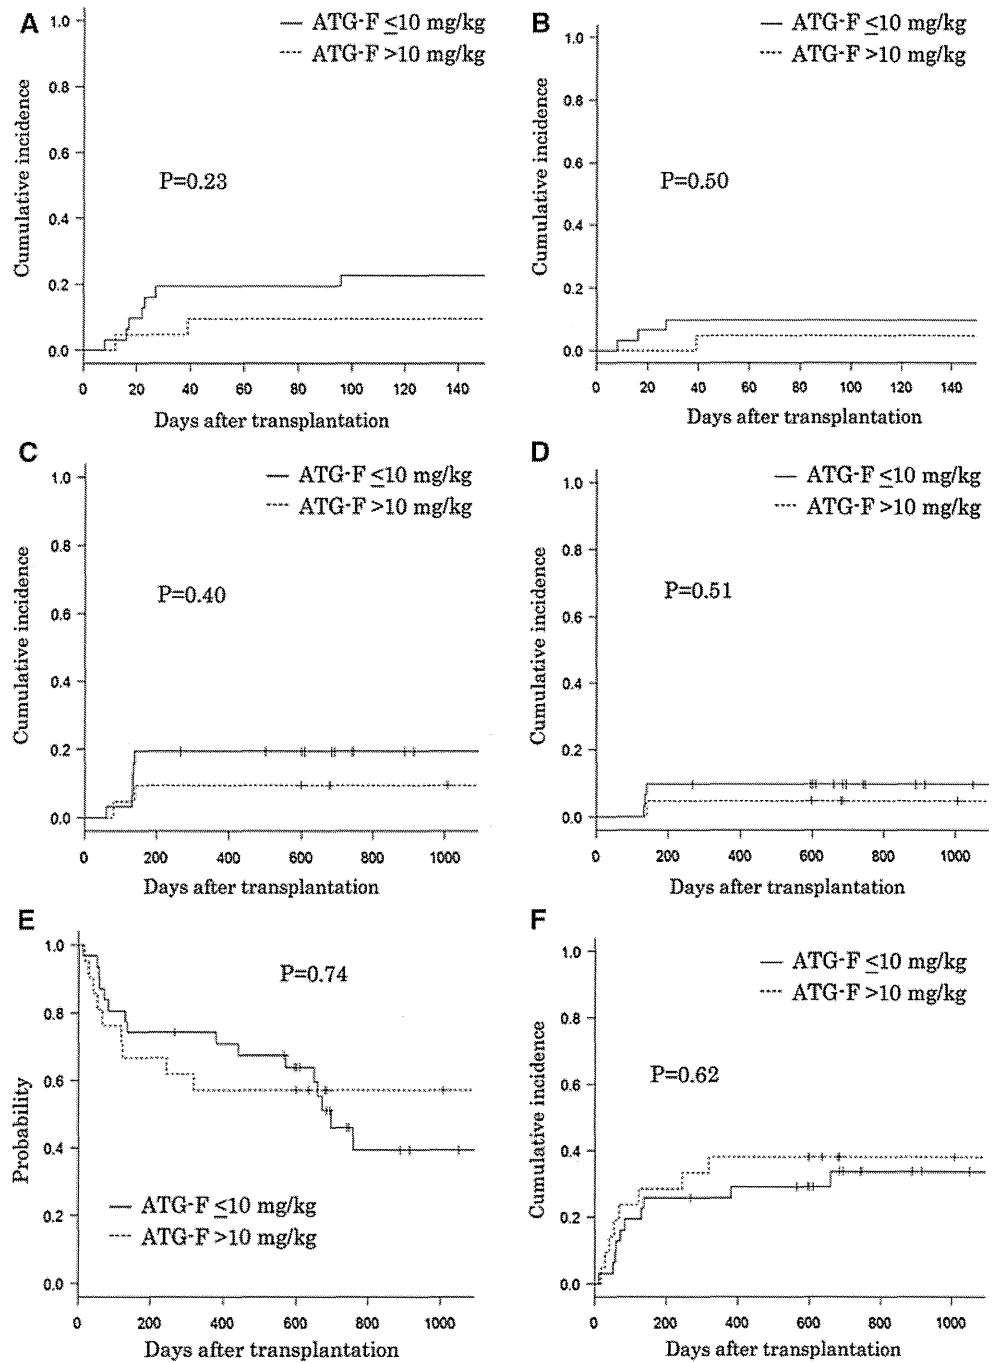 A
ATG-F ≤10 mg/kg
ATG-F >10 mg/kg
P=0.23
Cumulative incidence
1.0
0.8
0.6
0.4
0.2
0.0
0 20 40 60 80 100 120 140
Days after transplantation
B
ATG-F ≤10 mg/kg
ATG-F >10 mg/kg
P=0.50
Cumulative incidence
1.0
0.8
0.6
0.4
0.2
0.0
0 20 40 60 80 100 120 140
Days after transplantation
C
ATG-F ≤10 mg/kg
ATG-F >10 mg/kg
P=0.40
Cumulative incidence
1.0
0.8
0.6
0.4
0.2
0.0
0 200 400 600 800 1000
Days after transplantation
D
ATG-F ≤10 mg/kg
ATG-F >10 mg/kg
P=0.51
Cumulative incidence
1.0
0.8
0.6
0.4
0.2
0.0
0 200 400 600 800 1000
Days after transplantation
E
P=0.74
Probability
1.0
0.8
0.6
0.4
0.2
0.0
ATG-F ≤10 mg/kg
ATG-F >10 mg/kg
0 200 400 600 800 1000
Days after transplantation
F
ATG-F ≤10 mg/kg
ATG-F >10 mg/kg
P=0.62
Cumulative incidence
1.0
0.8
0.6
0.4
0.2
0.0
0 200 400 600 800 1000
Days after transplantation